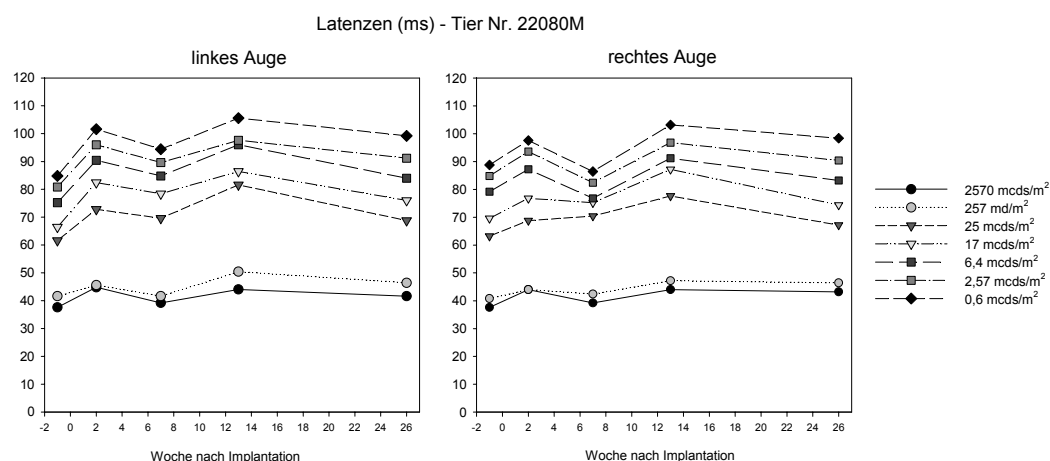 Latenzen (ms) - Tier Nr. 22080M
linkes Auge
120
110
100
90
80
70
60
50
40
30
20
10
0
-2 0 2 4 6 8 10 12 14 16 18 20 22 24 26
Woche nach Implantation
rechtes Auge
120
110
100
90
80
70
60
50
40
30
20
10
0
-2 0 2 4 6 8 10 12 14 16 18 20 22 24 26
Woche nach Implantation
2570 mcds/m²
257 md/m²
25 mcds/m²
17 mcds/m²
6,4 mcds/m²
2,57 mcds/m²
0,6 mcds/m²